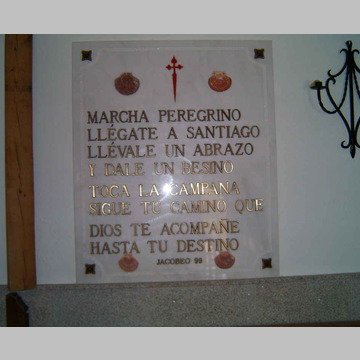 MARCHA PEREGRINO
LLÉGATE A SANTIAGO
LLÉVALE UN ABRAZO
Y DALE UN BESINO
TOCA LA CAMPANA
SIGUE TU CAMINO QUE
DIOS TE ACOMPAÑE
HASTA TU DESTINO
JACOBEO 99